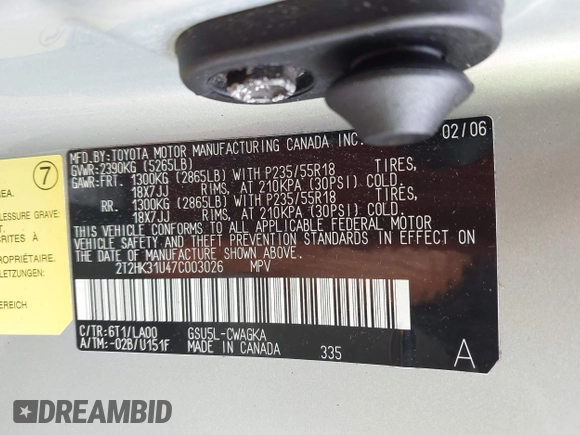 MFD.BY:TOYOTA MOTOR MANUFACTURING CANADA INC. 02/06
GVWR:2390KG (5265LB)
GAWR:FRT. 1300KG (2865LB) WITH P235/55R18 TIRES,
18X7JJ RIMS, AT 210KPA (30PSI) COLD.
RR. 1300KG (2865LB) WITH P235/55R18 TIRES,
18X7JJ RIMS, AT 210KPA (30PSI) COLD.
THIS VEHICLE CONFORMS TO ALL APPLICABLE FEDERAL MOTOR
VEHICLE SAFETY AND THEFT PREVENTION STANDARDS IN EFFECT ON
THE DATE OF MANUFACTURE SHOWN ABOVE.
2T2HK31U47C003026 MPV
C/TR:6T1/LA00 GSU5L-CWAGKA
A/TM:-02B/U151F MADE IN CANADA 335 A
7
REA.
LESSURE GRAVE:
CRITES À
PROPRIÉTAIRE.
BEREICH
DREAMBID